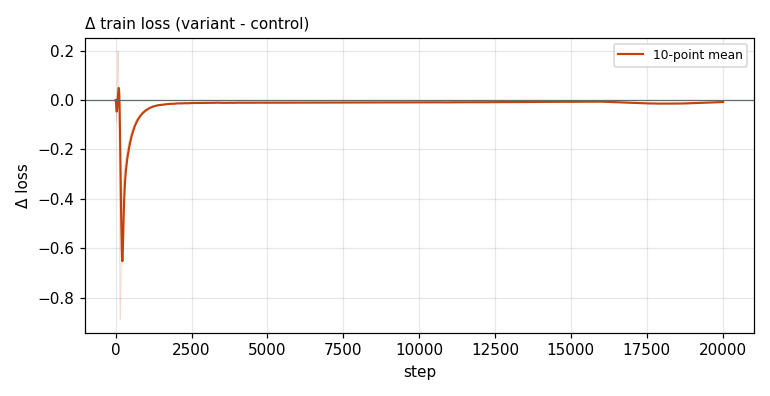 Δ train loss (variant - control)
10-point mean
0.2
0.0
−0.2
−0.4
−0.6
−0.8
Δ loss
0 2500 5000 7500 10000 12500 15000 17500 20000
step